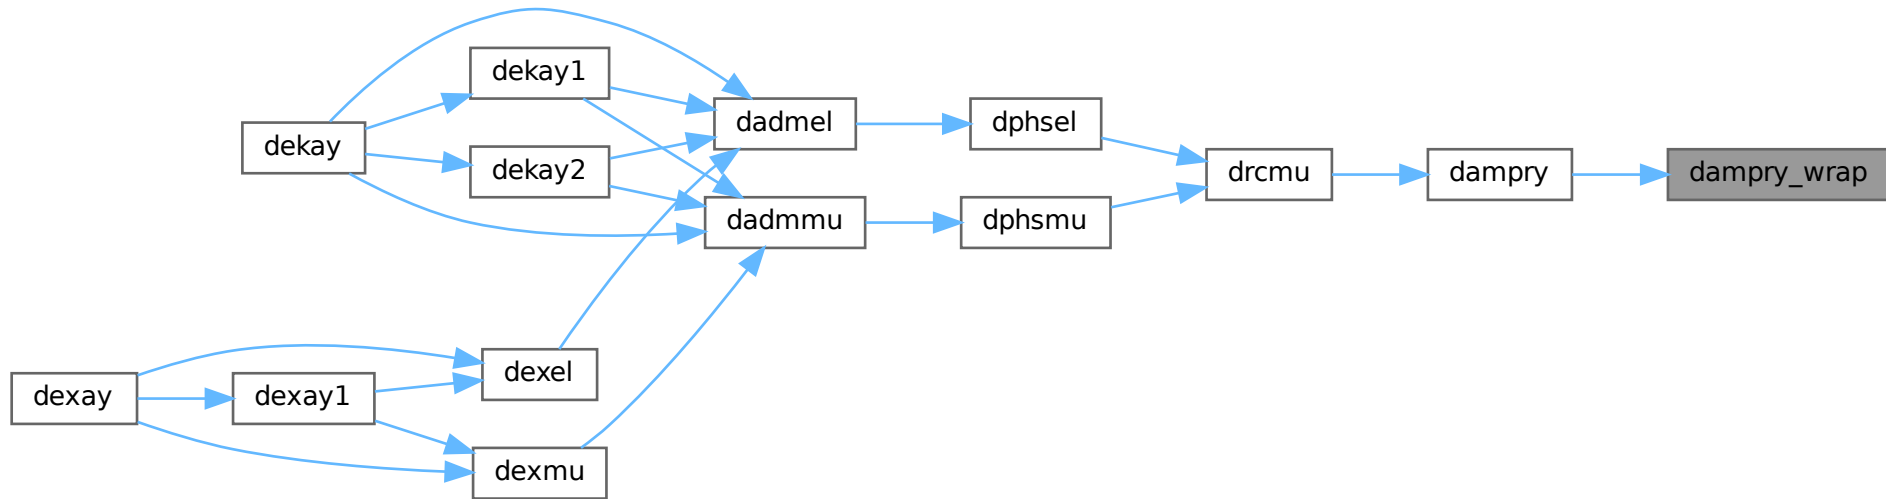 dekay1
dadmel
dphsel
dekay
dekay2
drcmu
dampry
dampry_wrap
dadmmu
dphsmu
dexel
dexay
dexay1
dexmu